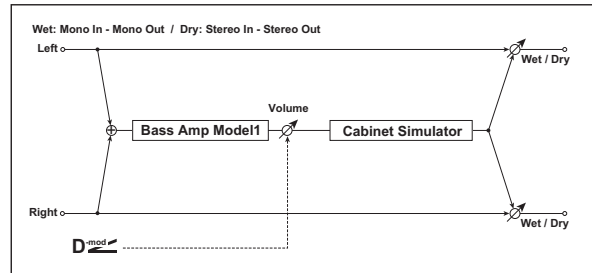 Wet: Mono In - Mono Out / Dry: Stereo In - Stereo Out
Left
Wet / Dry
Volume
Bass Amp Model1
Cabinet Simulator
Right
Wet / Dry
D-mod